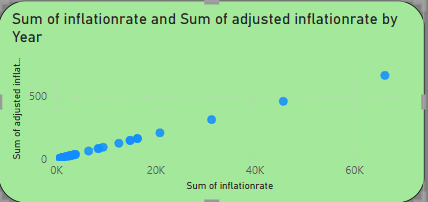 Sum of inflationrate and Sum of adjusted inflationrate by
Year
Sum of adjusted inflat...
500
0
0K
20K
40K
60K
Sum of inflationrate